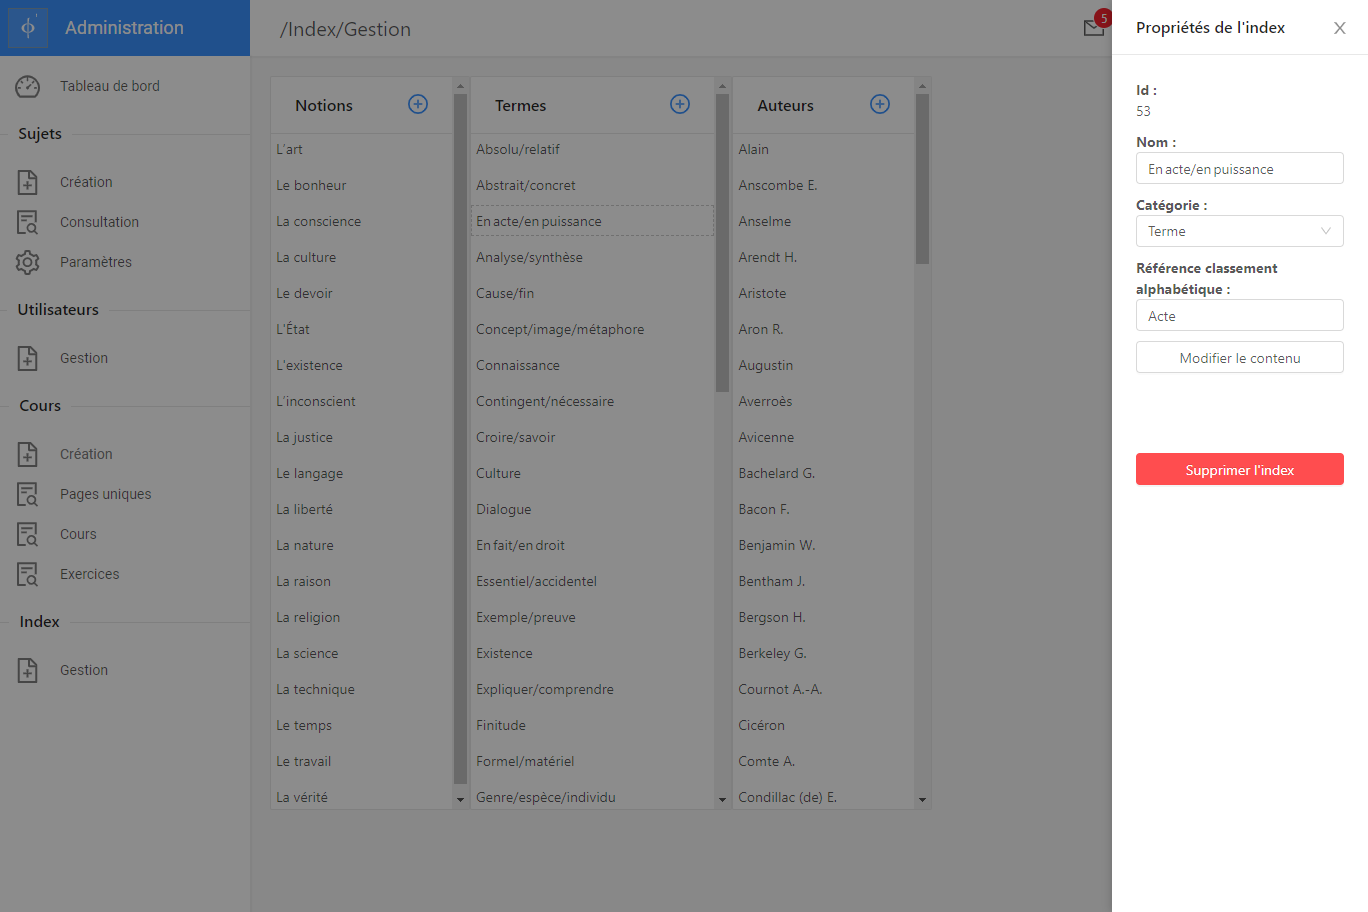 ϕ'
Administration
Tableau de bord
Sujets
Création
Consultation
Paramètres
Utilisateurs
Gestion
Cours
Création
Pages uniques
Cours
Exercices
Index
Gestion
/Index/Gestion
5
Notions
L'art
Le bonheur
La conscience
La culture
Le devoir
L'État
L'existence
L'inconscient
La justice
Le langage
La liberté
La nature
La raison
La religion
La science
La technique
Le temps
Le travail
La vérité
Termes
Absolu/relatif
Abstrait/concret
En acte/en puissance
Analyse/synthèse
Cause/fin
Concept/image/métaphore
Connaissance
Contingent/nécessaire
Croire/savoir
Culture
Dialogue
En fait/en droit
Essentiel/accidentel
Exemple/preuve
Existence
Expliquer/comprendre
Finitude
Formel/matériel
Genre/espèce/individu
Auteurs
Alain
Anscombe E.
Anselme
Arendt H.
Aristote
Aron R.
Augustin
Averroès
Avicenne
Bachelard G.
Bacon F.
Benjamin W.
Bentham J.
Bergson H.
Berkeley G.
Cournot A.-A.
Cicéron
Comte A.
Condillac (de) E.
Propriétés de l'index
Id :
53
Nom :
En acte/en puissance
Catégorie :
Terme
Référence classement
alphabétique :
Acte
Modifier le contenu
Supprimer l'index